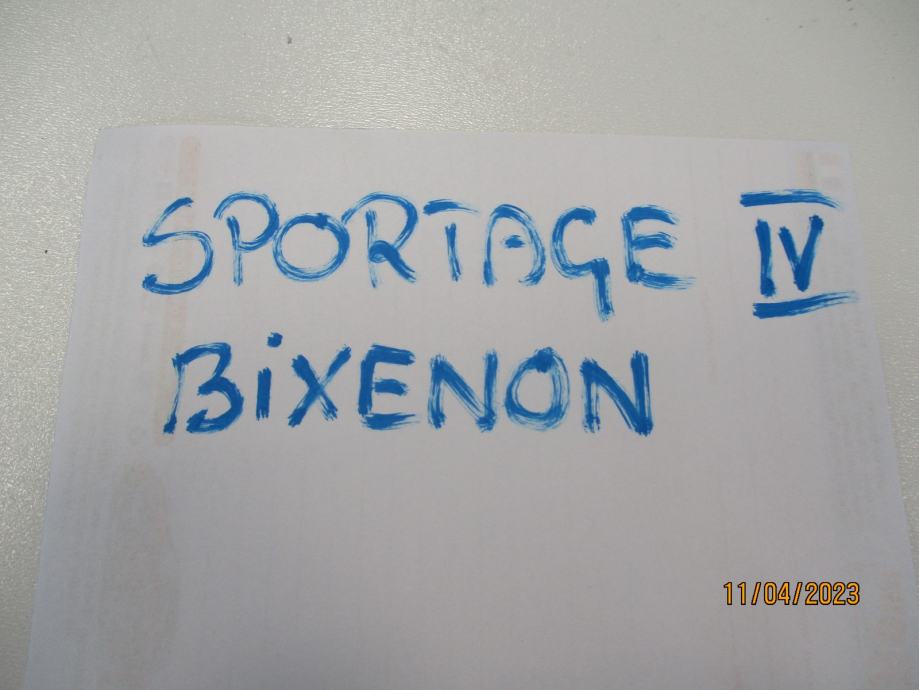 SPORTAGE IV
BiXENON
11/04/2023